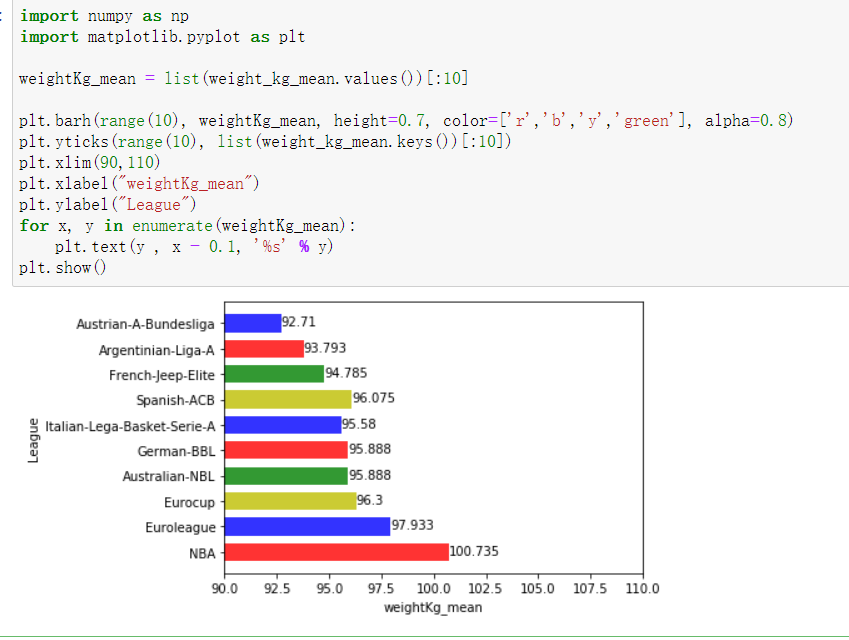 import numpy as np
import matplotlib.pyplot as plt
weightKg_mean = list(weight_kg_mean.values())[:10]
plt.barh(range(10), weightKg_mean, height=0.7, color=['r','b','y','green'], alpha=0.8)
plt.yticks(range(10), list(weight_kg_mean.keys())[:10])
plt.xlim(90,110)
plt.xlabel("weightKg_mean")
plt.ylabel("League")
for x, y in enumerate(weightKg_mean):
    plt.text(y , x - 0.1, '%s' % y)
plt.show()
Austrian-A-Bundesliga 92.71
Argentinian-Liga-A 93.793
French-Jeep-Elite 94.785
Spanish-ACB 96.075
Italian-Lega-Basket-Serie-A 95.58
German-BBL 95.888
Australian-NBL 95.888
Eurocup 96.3
Euroleague 97.933
NBA 100.735
League
90.0 92.5 95.0 97.5 100.0 102.5 105.0 107.5 110.0
weightKg_mean